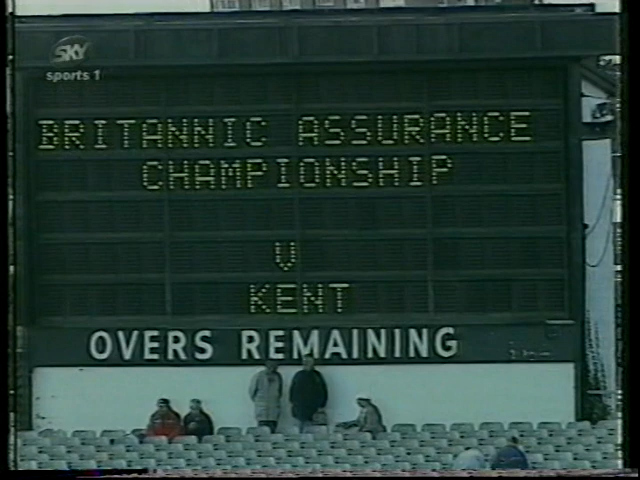 SKY
sports 1
BRITANNIC ASSURANCE
CHAMPIONSHIP
V
KENT
OVERS REMAINING